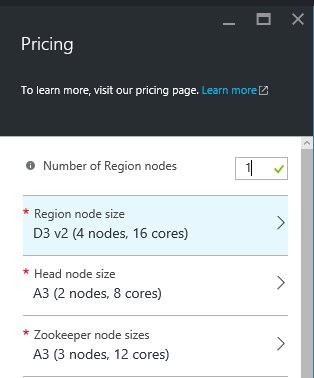 Pricing
To learn more, visit our pricing page. Learn more
Number of Region nodes 1
* Region node size
D3 v2 (4 nodes, 16 cores)
* Head node size
A3 (2 nodes, 8 cores)
* Zookeeper node sizes
A3 (3 nodes, 12 cores)